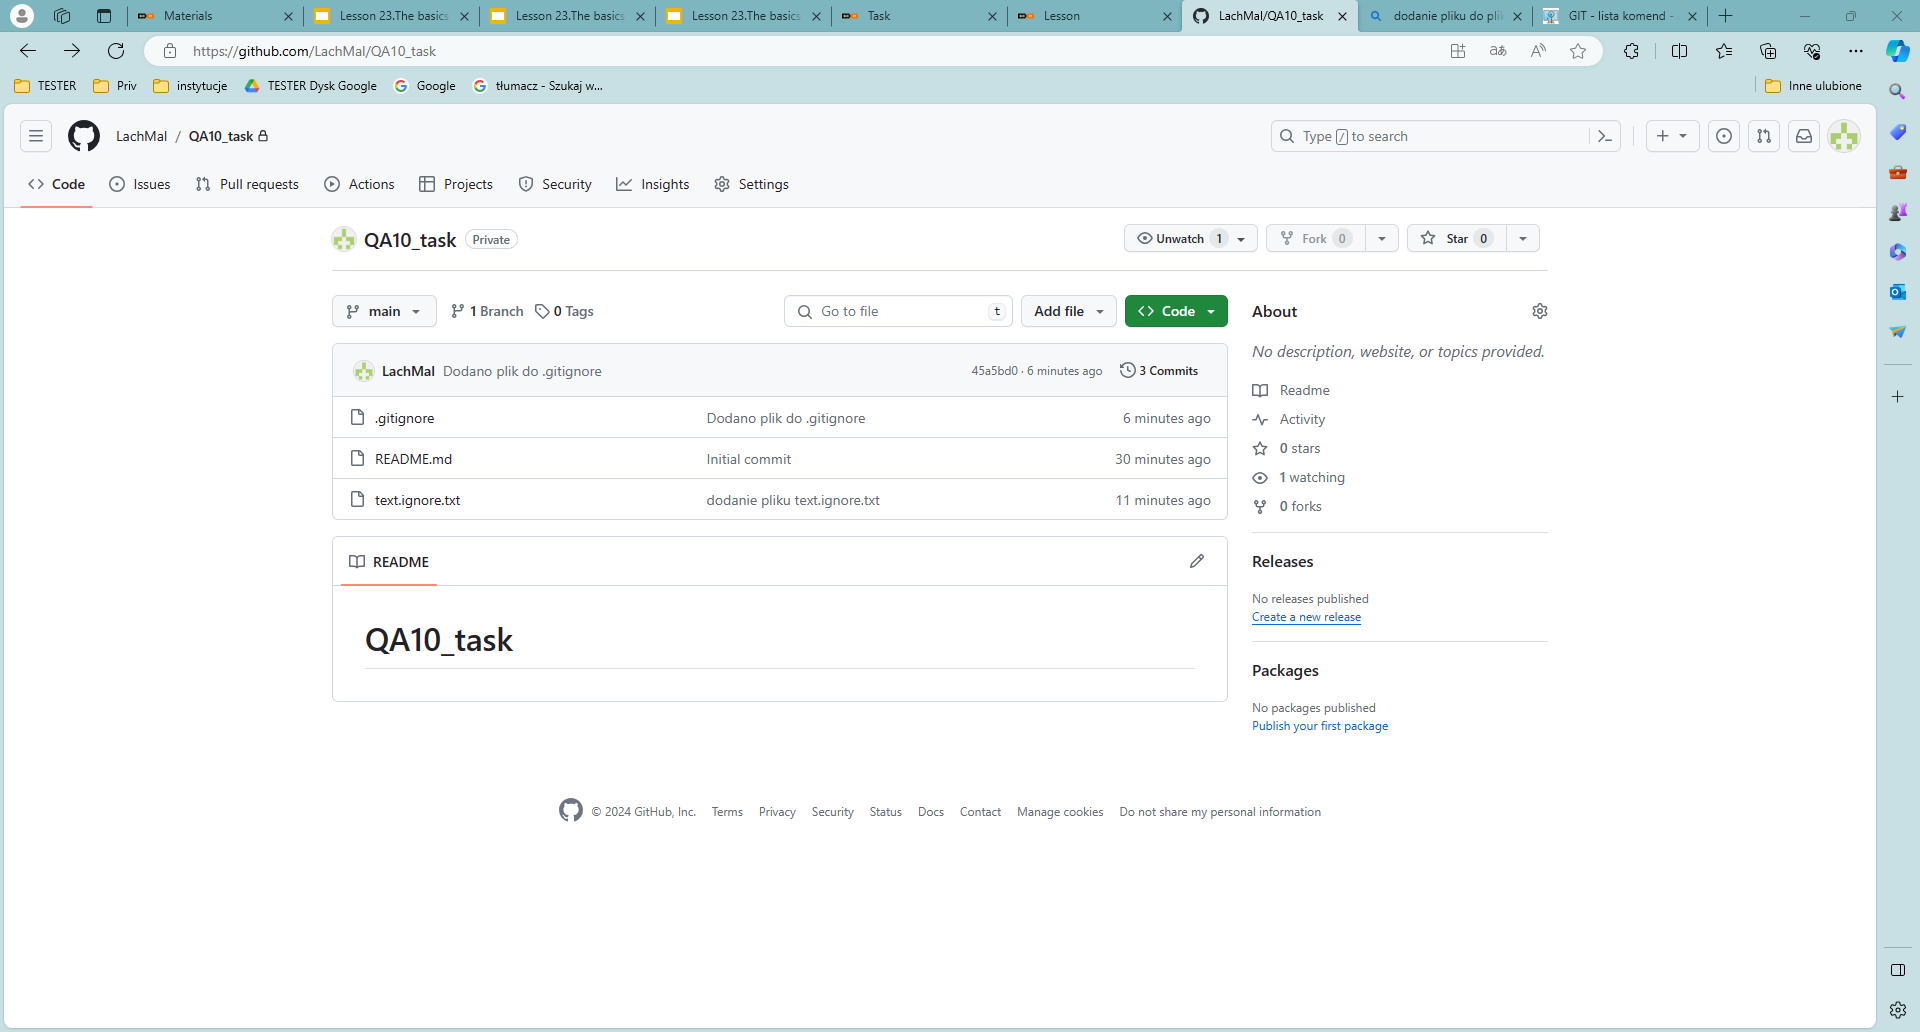 Materials
Lesson 23.The basics
Lesson 23.The basics
Lesson 23.The basics
Task
Lesson
LachMal/QA10_task
dodanie pliku do pli
GIT - lista komend -
https://github.com/LachMal/QA10_task
TESTER
Priv
instytucje
TESTER Dysk Google
Google
tłumacz - Szukaj w...
Inne ulubione
LachMal / QA10_task
Type / to search
Code
Issues
Pull requests
Actions
Projects
Security
Insights
Settings
QA10_task Private
Unwatch 1
Fork 0
Star 0
main
1 Branch
0 Tags
Go to file t
Add file
Code
LachMal Dodano plik do .gitignore 45a5bd0 · 6 minutes ago 3 Commits
.gitignore Dodano plik do .gitignore 6 minutes ago
README.md Initial commit 30 minutes ago
text.ignore.txt dodanie pliku text.ignore.txt 11 minutes ago
README
QA10_task
About
No description, website, or topics provided.
Readme
Activity
0 stars
1 watching
0 forks
Releases
No releases published
Create a new release
Packages
No packages published
Publish your first package
© 2024 GitHub, Inc. Terms Privacy Security Status Docs Contact Manage cookies Do not share my personal information